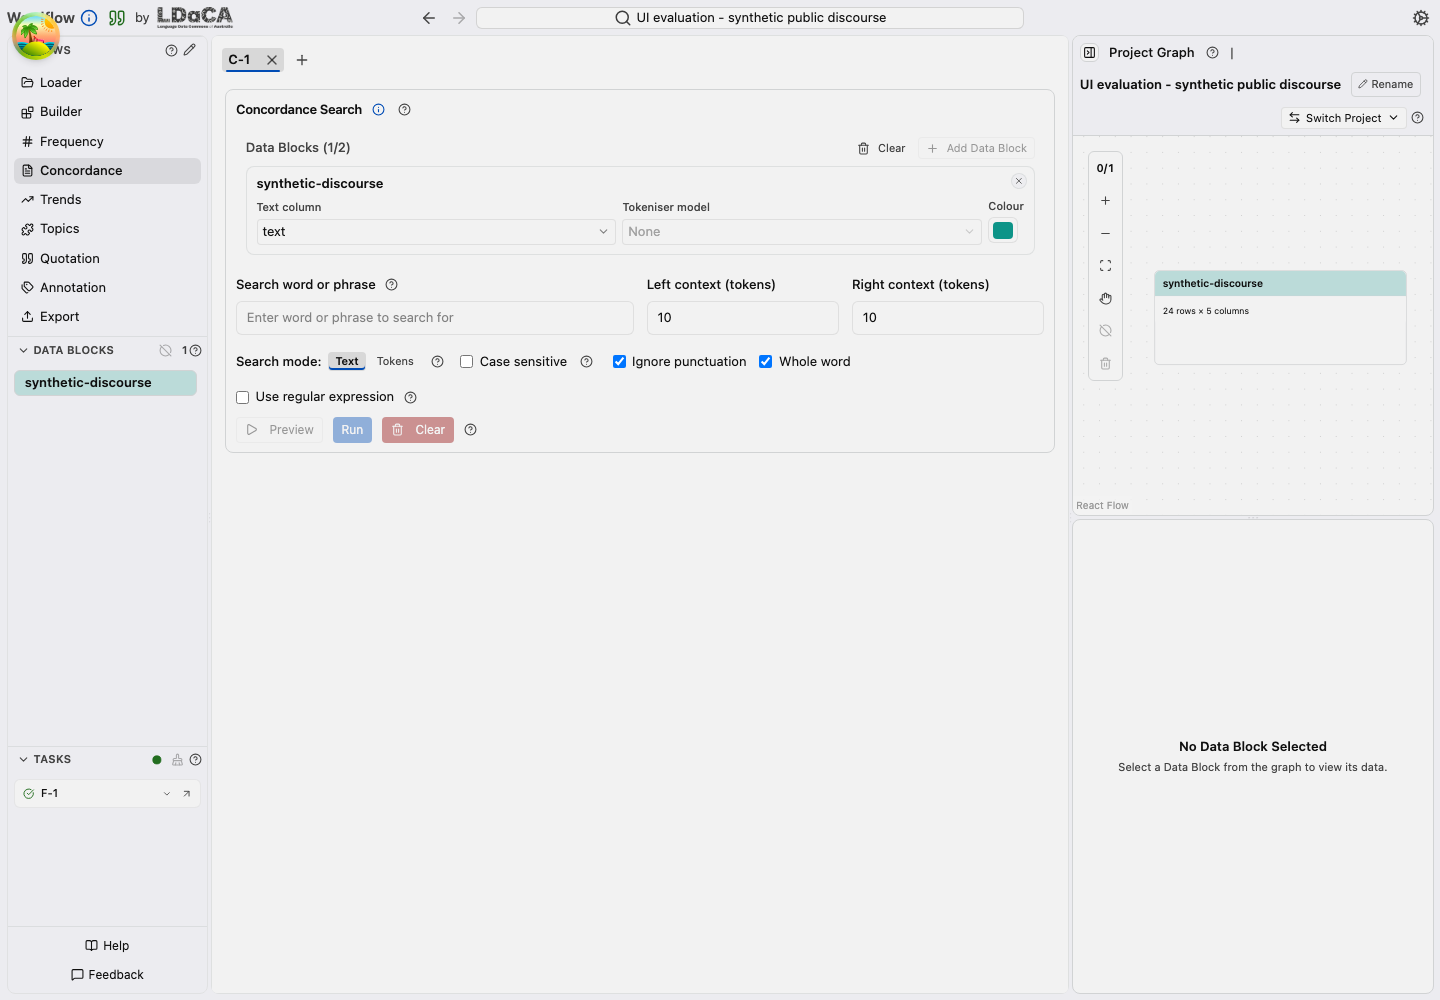 by LDaCA
Language Data Commons of Australia
UI evaluation - synthetic public discourse
Loader
Builder
Frequency
Concordance
Trends
Topics
Quotation
Annotation
Export
DATA BLOCKS 1
synthetic-discourse
TASKS
F-1
Help
Feedback
C-1
Concordance Search
Data Blocks (1/2) Clear Add Data Block
synthetic-discourse
Text column Tokeniser model Colour
text None
Search word or phrase Left context (tokens) Right context (tokens)
Enter word or phrase to search for 10 10
Search mode: Text Tokens Case sensitive Ignore punctuation Whole word
Use regular expression
Preview Run Clear
Project Graph |
UI evaluation - synthetic public discourse Rename
Switch Project
0/1
synthetic-discourse
24 rows × 5 columns
React Flow
No Data Block Selected
Select a Data Block from the graph to view its data.